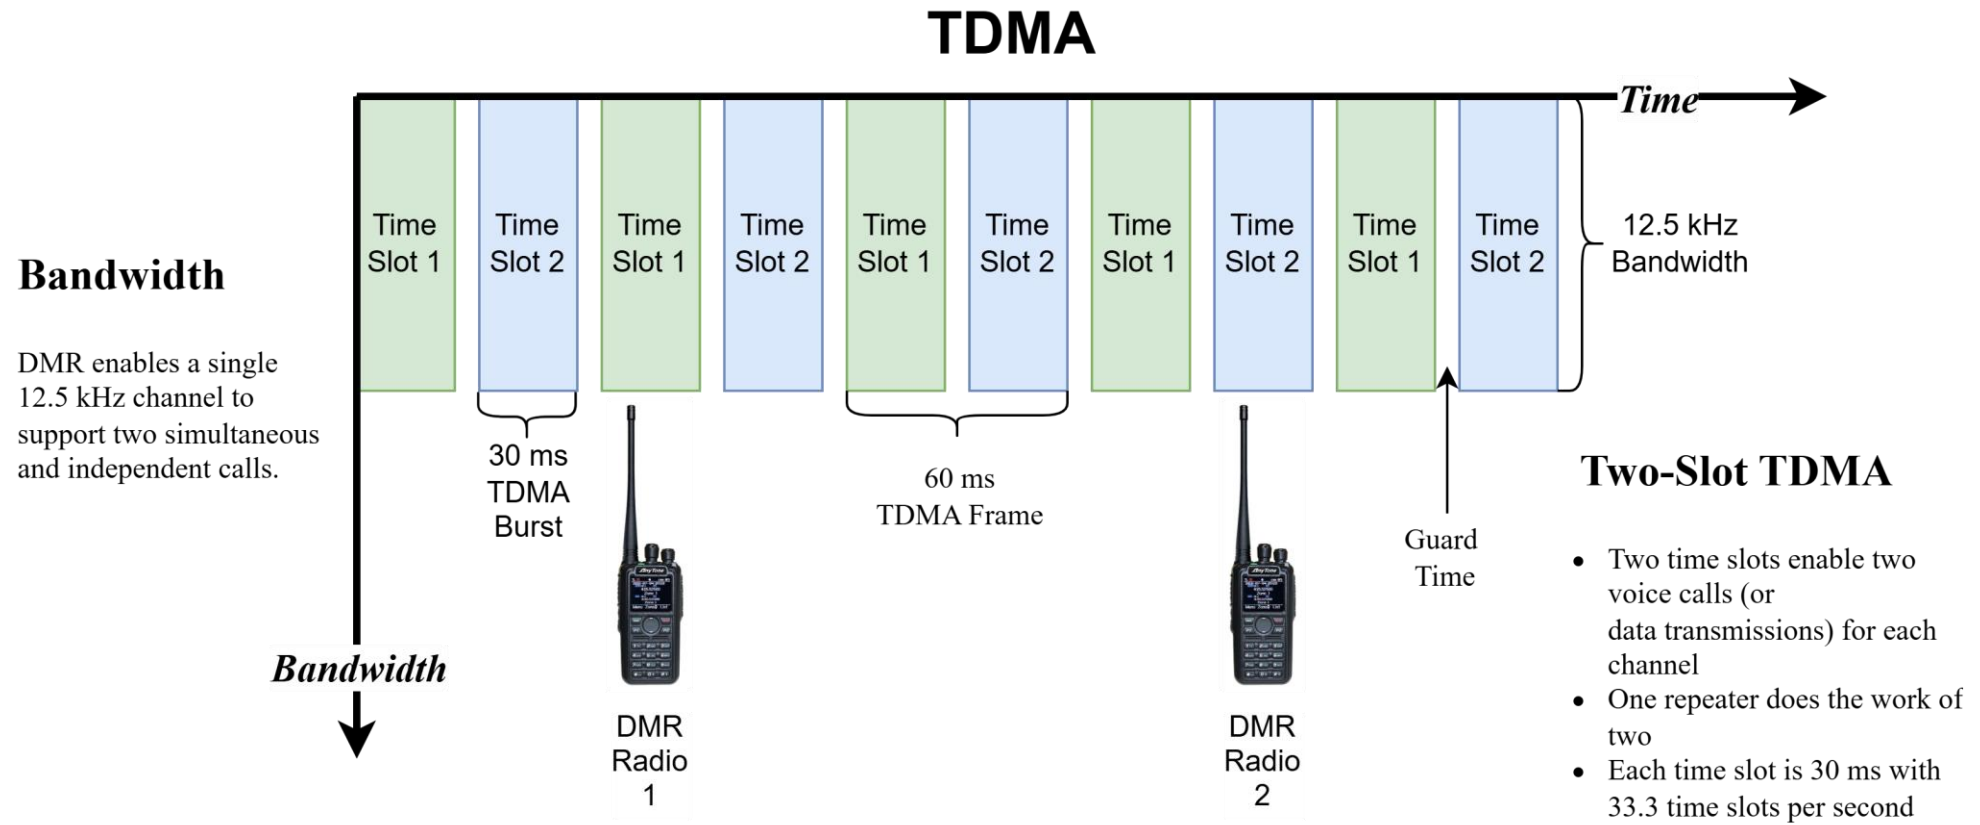 TDMA
Time
Time
Slot 1
Time
Slot 2
Time
Slot 1
Time
Slot 2
Time
Slot 1
Time
Slot 2
Time
Slot 1
Time
Slot 2
Time
Slot 1
Time
Slot 2
12.5 kHz
Bandwidth
Bandwidth
DMR enables a single
12.5 kHz channel to
support two simultaneous
and independent calls.
30 ms
TDMA
Burst
60 ms
TDMA Frame
Guard
Time
Bandwidth
AnyTone
DMR
Radio
1
AnyTone
DMR
Radio
2
Two-Slot TDMA
• Two time slots enable two
voice calls (or
data transmissions) for each
channel
• One repeater does the work of
two
• Each time slot is 30 ms with
33.3 time slots per second